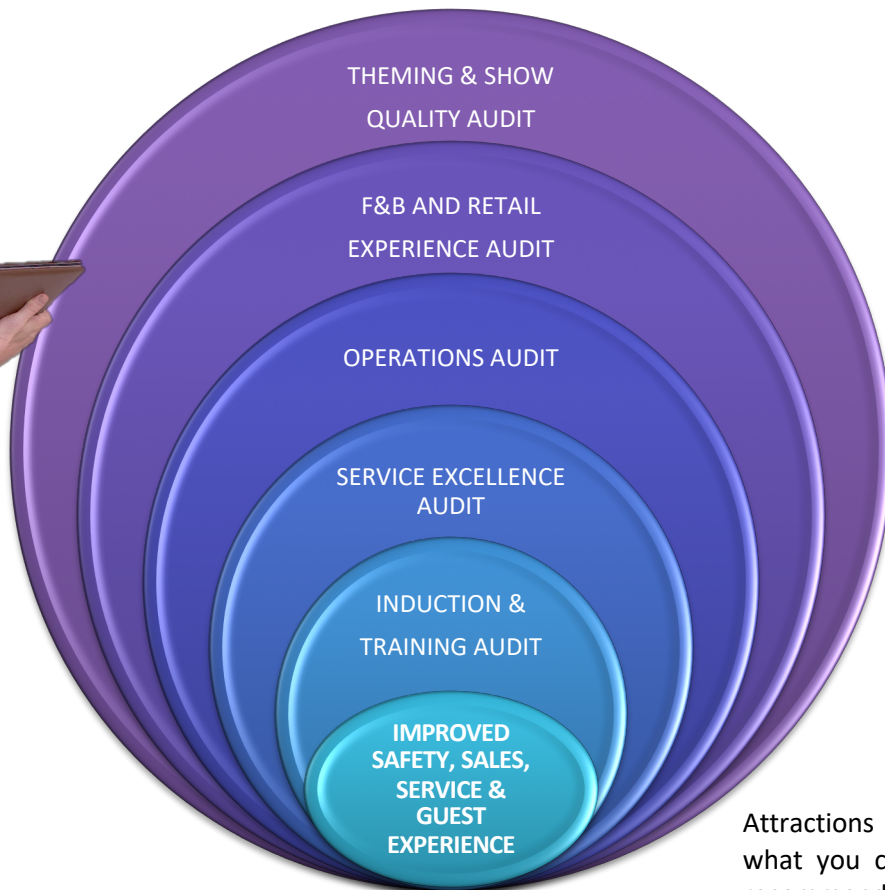 THEMING & SHOW
QUALITY AUDIT
F&B AND RETAIL
EXPERIENCE AUDIT
OPERATIONS AUDIT
SERVICE EXCELLENCE
AUDIT
INDUCTION &
TRAINING AUDIT
IMPROVED
SAFETY, SALES,
SERVICE &
GUEST
EXPERIENCE
Attractions
what you